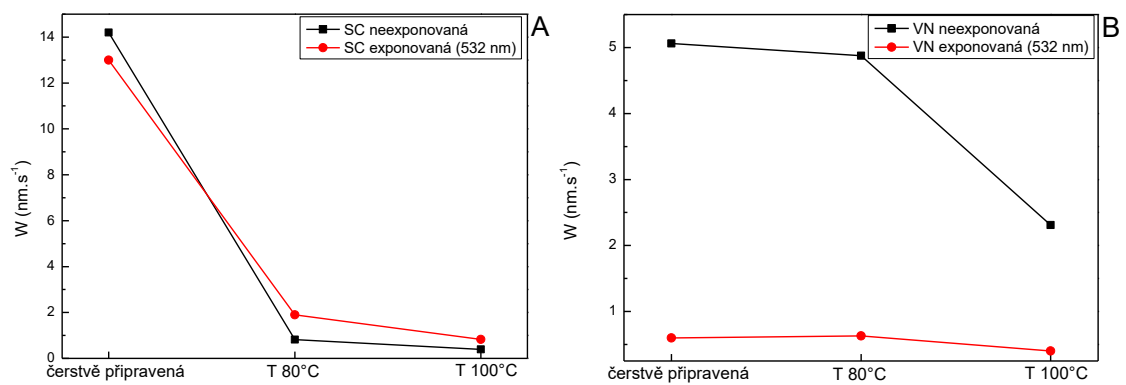 A
SC neexponovaná
SC exponovaná (532 nm)
14
12
10
8
6
4
2
0
W (nm.s⁻¹)
čerstvě připravená
T 80°C
T 100°C
B
VN neexponovaná
VN exponovaná (532 nm)
5
4
3
2
1
W (nm.s⁻¹)
čerstvě připravená
T 80°C
T 100°C